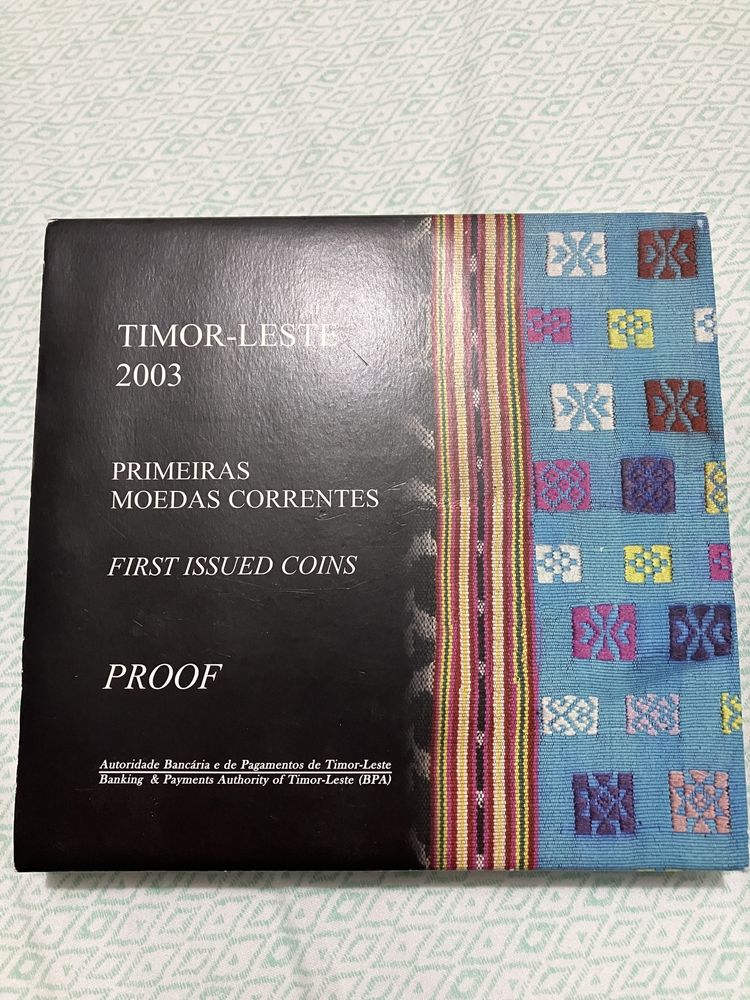 TIMOR-LESTE
2003
PRIMEIRAS
MOEDAS CORRENTES
FIRST ISSUED COINS
PROOF
Autoridade Bancária e de Pagamentos de Timor-Leste
Banking & Payments Authority of Timor-Leste (BPA)